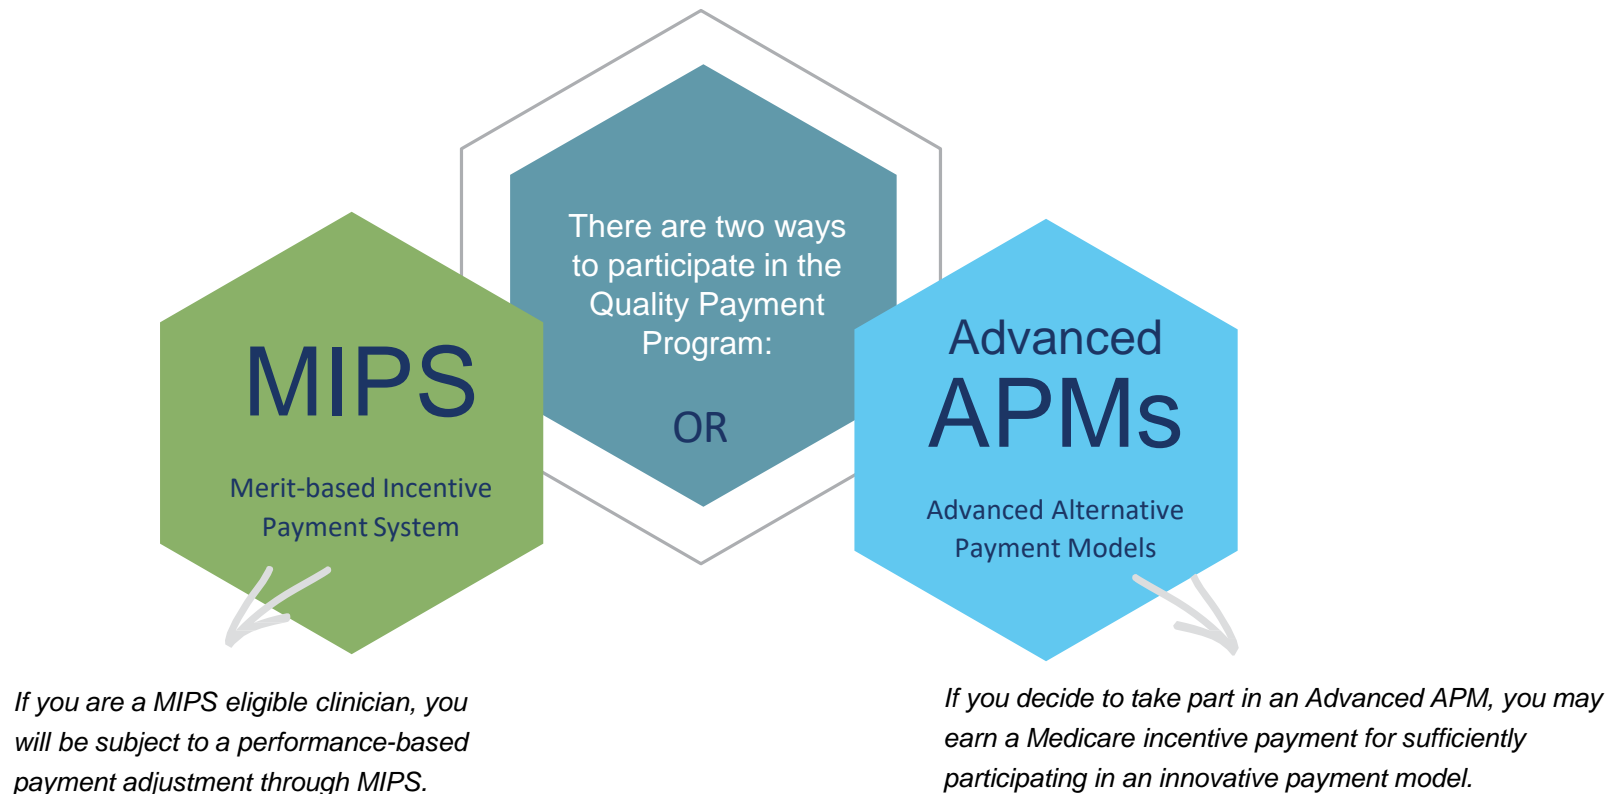 There are two ways
to participate in the
Quality Payment
Program:
OR
MIPS
Merit-based Incentive
Payment System
Advanced
APMs
Advanced Alternative
Payment Models
If you are a MIPS eligible clinician, you
will be subject to a performance-based
payment adjustment through MIPS.
If you decide to take part in an Advanced APM, you may
earn a Medicare incentive payment for sufficiently
participating in an innovative payment model.